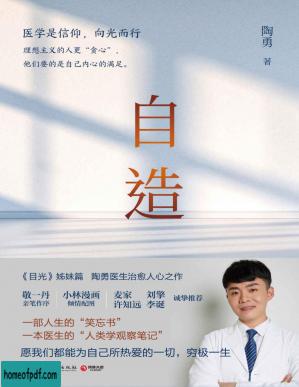 医学是信仰，向光而行
理想主义的人更“贪心”，
他们要的是自己内心的满足。
陶勇
著
自造
《目光》姊妹篇 陶勇医生治愈人心之作
敬一丹 小林漫画 麦家 刘擎 诚挚推荐
亲笔作序 倾情配图 许知远 李诞
一部人生的“笑忘书”
一本医生的“人类学观察笔记”
愿我们都能为自己所热爱的一切，穷极一生
homeofpdf.com